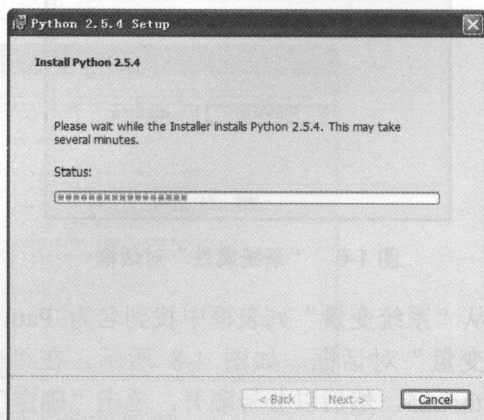 Python 2.5.4 Setup
Install Python 2.5.4
Please wait while the Installer installs Python 2.5.4. This may take
several minutes.
Status:
< Back
Next >
Cancel